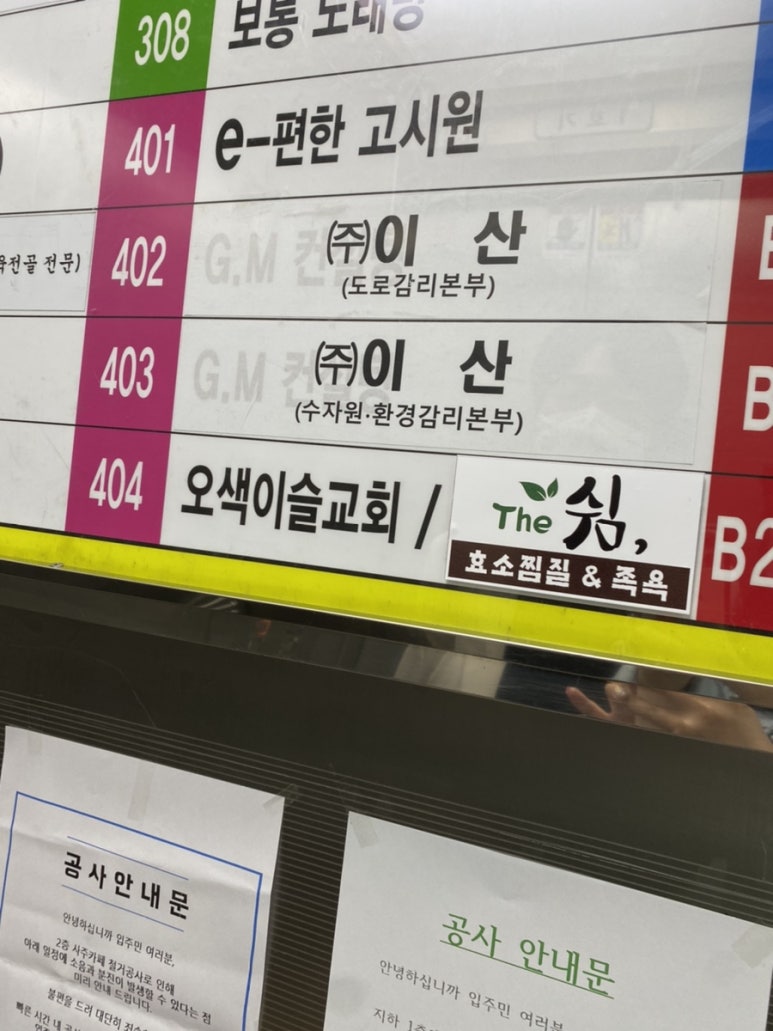 308
보통 노래방
401
e-편한 고시원
전골 전문)
402
G.M
㈜이 산
(도로감리본부)
403
G.M
㈜이 산
(수자원·환경감리본부)
404
오색이슬교회 /
The 쉼,
효소찜질 & 족욕
B2
공사안내문
안녕하십니까 입주민 여러분,
2층 사주카페 철거공사로 인해
아래 일정에 소음과 분진이 발생할 수 있다는 점
미리 안내 드립니다.
불편을 드려 대단히
빠른 시간 내
공사 안내문
안녕하십니까 입주민 여러분
지하